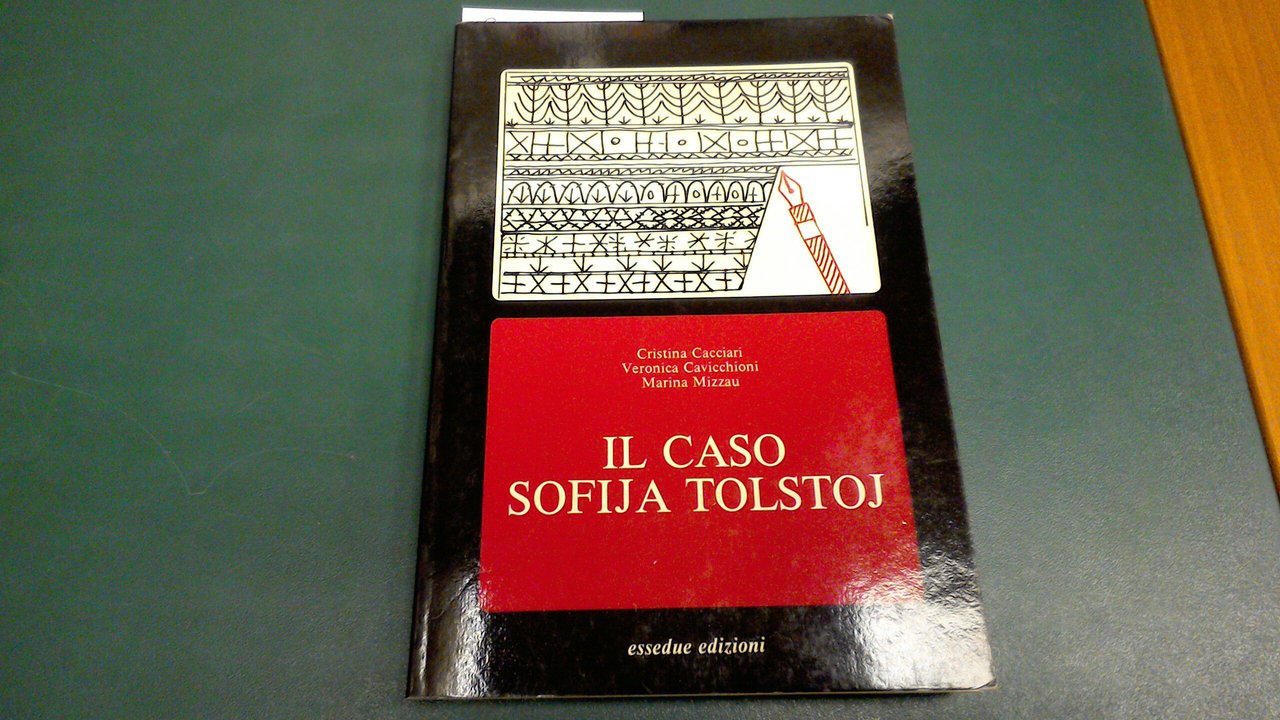 Cristina Cacciari
Veronica Cavicchioni
Marina Mizzau
IL CASO
SOFIJA TOLSTOJ
essedue edizioni